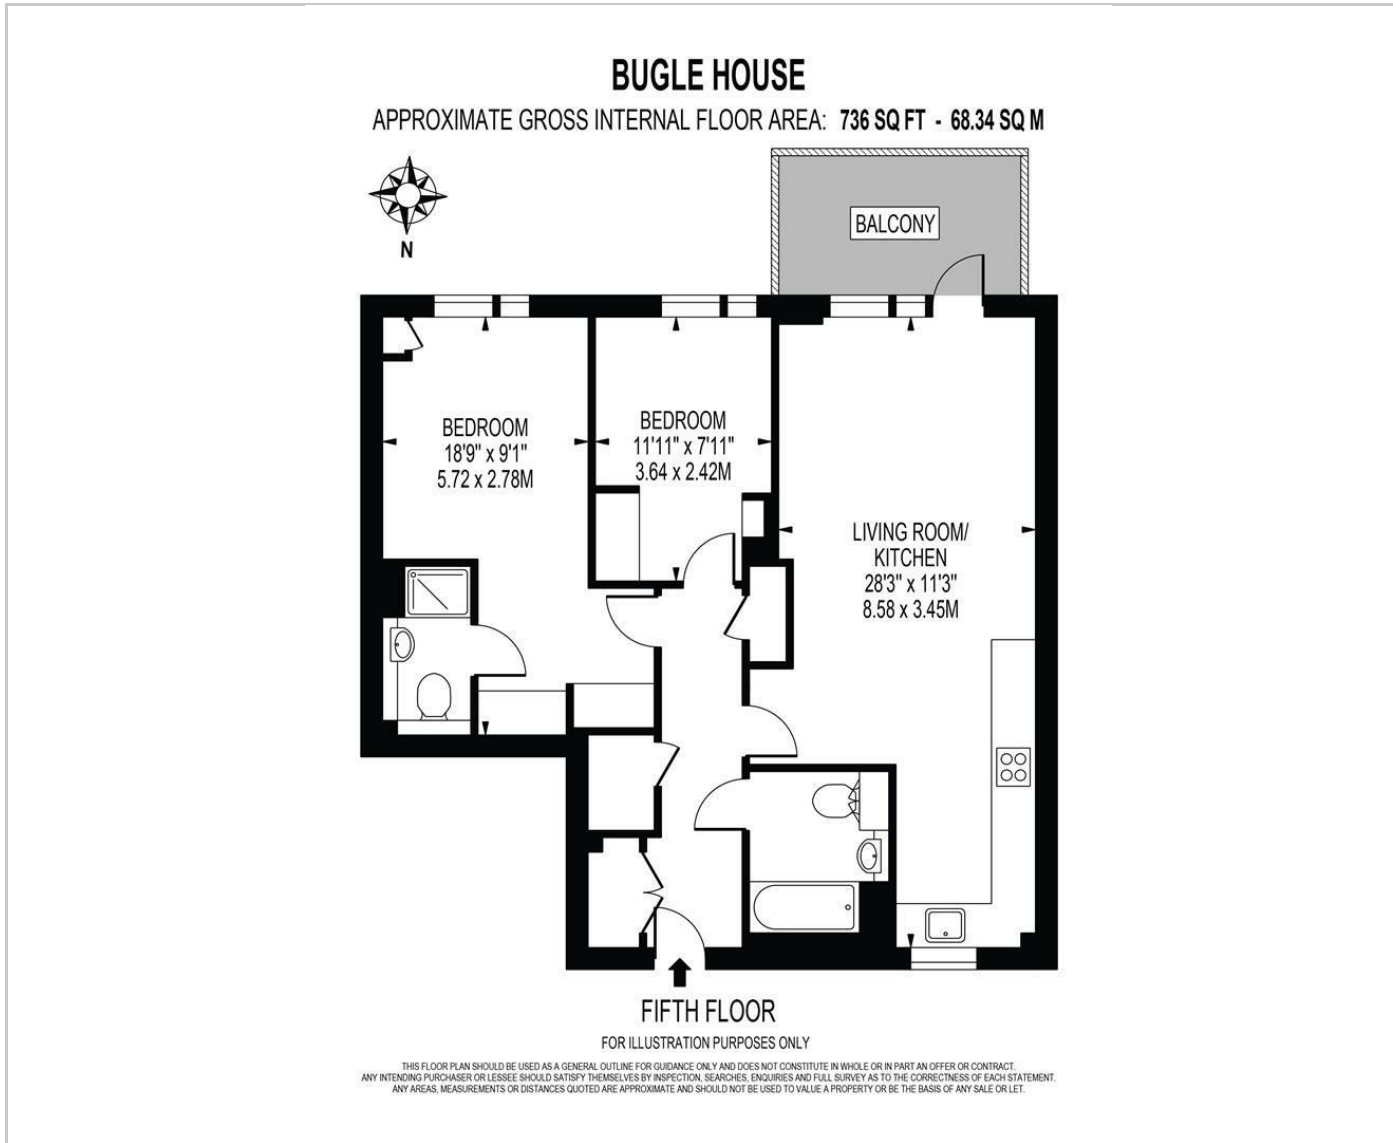 BUGLE HOUSE
APPROXIMATE GROSS INTERNAL FLOOR AREA: 736 SQ FT - 68.34 SQ M
N
BALCONY
BEDROOM
18'9" x 9'1"
5.72 x 2.78M
BEDROOM
11'11" x 7'11"
3.64 x 2.42M
LIVING ROOM/
KITCHEN
28'3" x 11'3"
8.58 x 3.45M
FIFTH FLOOR
FOR ILLUSTRATION PURPOSES ONLY
THIS FLOOR PLAN SHOULD BE USED AS A GENERAL OUTLINE FOR GUIDANCE ONLY AND DOES NOT CONSTITUTE IN WHOLE OR IN PART AN OFFER OR CONTRACT.
ANY INTENDING PURCHASER OR LESSEE SHOULD SATISFY THEMSELVES BY INSPECTION, SEARCHES, ENQUIRIES AND FULL SURVEY AS TO THE CORRECTNESS OF EACH STATEMENT.
ANY AREAS, MEASUREMENTS OR DISTANCES QUOTED ARE APPROXIMATE AND SHOULD NOT BE USED TO VALUE A PROPERTY OR BE THE BASIS OF ANY SALE OR LET.